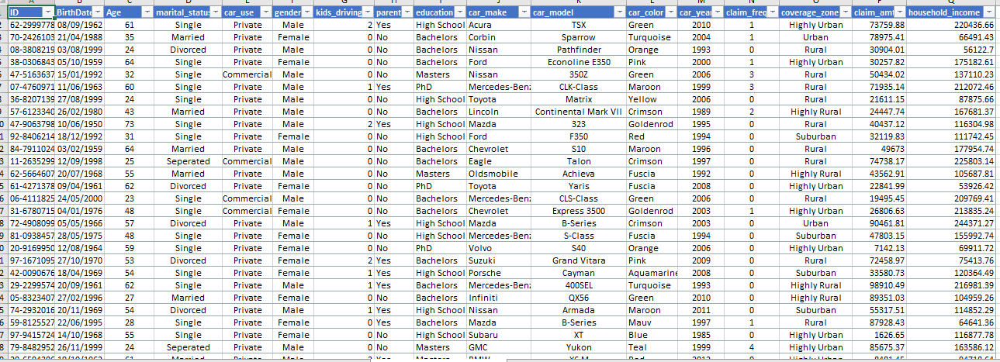 ID BirthDate Age marital_status car_use gender kids_driving parent education car_make car_model car_color car_year claim_freq coverage_zone claim_amt household_income
62-2999778 08/09/1962 61 Single Private Male 2 Yes High School Acura TSX Green 2010 1 Highly Urban 73759.88 220436.66
70-2426103 21/04/1988 35 Married Private Female 0 No Bachelors Corbin Sparrow Turquoise 2004 1 Urban 78975.41 66491.43
08-3808219 03/08/1999 24 Divorced Private Male 0 No Bachelors Nissan Pathfinder Orange 1993 0 Rural 30904.01 56122.7
38-0306843 05/10/1959 64 Single Private Female 0 No Bachelors Ford Econoline E350 Pink 2000 1 Highly Urban 30257.82 175182.61
47-5163637 15/01/1992 32 Single Commercial Male 0 No Masters Nissan 350Z Green 2006 3 Rural 50434.02 137110.23
07-4760971 11/06/1963 60 Single Private Male 1 Yes PhD Mercedes-Benz CLK-Class Maroon 1999 3 Rural 71935.14 212072.46
36-8207139 27/08/1999 24 Single Private Male 0 No High School Toyota Matrix Yellow 2006 0 Rural 21611.15 87875.66
57-6123340 26/02/1980 43 Married Private Male 0 No Bachelors Lincoln Continental Mark VII Crimson 1989 2 Highly Rural 24447.74 167681.37
47-9063798 10/06/1950 73 Single Private Male 2 Yes High School Mazda 323 Goldenrod 1995 0 Rural 40437.12 116304.98
92-8406214 18/12/1992 31 Single Private Female 0 No High School Ford F350 Red 1994 0 Suburban 32119.83 111742.45
84-7911024 03/02/1959 64 Married Private Male 0 No Bachelors Chevrolet S10 Maroon 1996 0 Rural 49673 177954.74
11-2635299 12/09/1998 25 Seperated Commercial Male 0 No Bachelors Eagle Talon Crimson 1997 0 Rural 74738.17 225803.14
62-5664607 20/07/1968 55 Married Private Male 0 No Masters Oldsmobile Achieva Fuscia 1992 0 Highly Rural 43562.91 105687.81
61-4271378 09/04/1961 62 Divorced Private Female 0 No PhD Toyota Yaris Fuscia 2008 0 Highly Urban 22841.99 53926.42
06-4111825 24/05/2000 23 Single Commercial Male 0 No Bachelors Mercedes-Benz CLS-Class Green 2006 0 Rural 19495.45 209769.41
31-6780715 04/01/1976 48 Single Commercial Female 0 No Bachelors Chevrolet Express 3500 Goldenrod 2003 1 Highly Urban 26806.63 213835.24
72-4908099 05/05/1966 57 Divorced Private Male 1 Yes High School Mazda B-Series Crimson 2003 0 Urban 90461.81 244371.27
81-0938457 28/05/1975 48 Single Private Female 0 No High School Mercedes-Benz S-Class Fuscia 1994 0 Suburban 47803.15 155992.74
20-9169950 12/08/1964 59 Single Private Female 0 No PhD Volvo S40 Orange 2006 0 Highly Urban 7142.13 69911.72
97-1671095 27/10/1970 53 Divorced Private Female 2 Yes Bachelors Suzuki Grand Vitara Pink 2009 0 Rural 72458.97 75413.76
42-0090676 18/04/1969 54 Single Private Female 1 Yes High School Porsche Cayman Aquamarine 2008 0 Suburban 33580.73 120364.49
29-2299574 20/09/1961 62 Single Private Male 1 Yes Bachelors Mercedes-Benz 400SEL Turquoise 1993 0 Highly Rural 98910.49 216981.39
05-8323407 27/02/1996 27 Married Private Female 0 No Bachelors Infiniti QX56 Green 2010 0 Highly Rural 89351.03 104959.26
74-2932016 20/11/1969 54 Divorced Private Male 1 Yes High School Nissan Armada Maroon 2011 0 Suburban 55317.51 114852.29
59-8125527 22/06/1995 28 Single Private Female 0 Yes Bachelors Mazda B-Series Mauv 1997 1 Rural 87928.43 64641.36
97-9415724 14/10/1968 55 Single Private Female 0 No High School Subaru XT Blue 1985 0 Highly Urban 1626.65 116877.78
79-8482952 26/11/1999 24 Seperated Private Male 0 No Masters GMC Yukon Teal 1999 4 Highly Urban 85675.37 163586.12